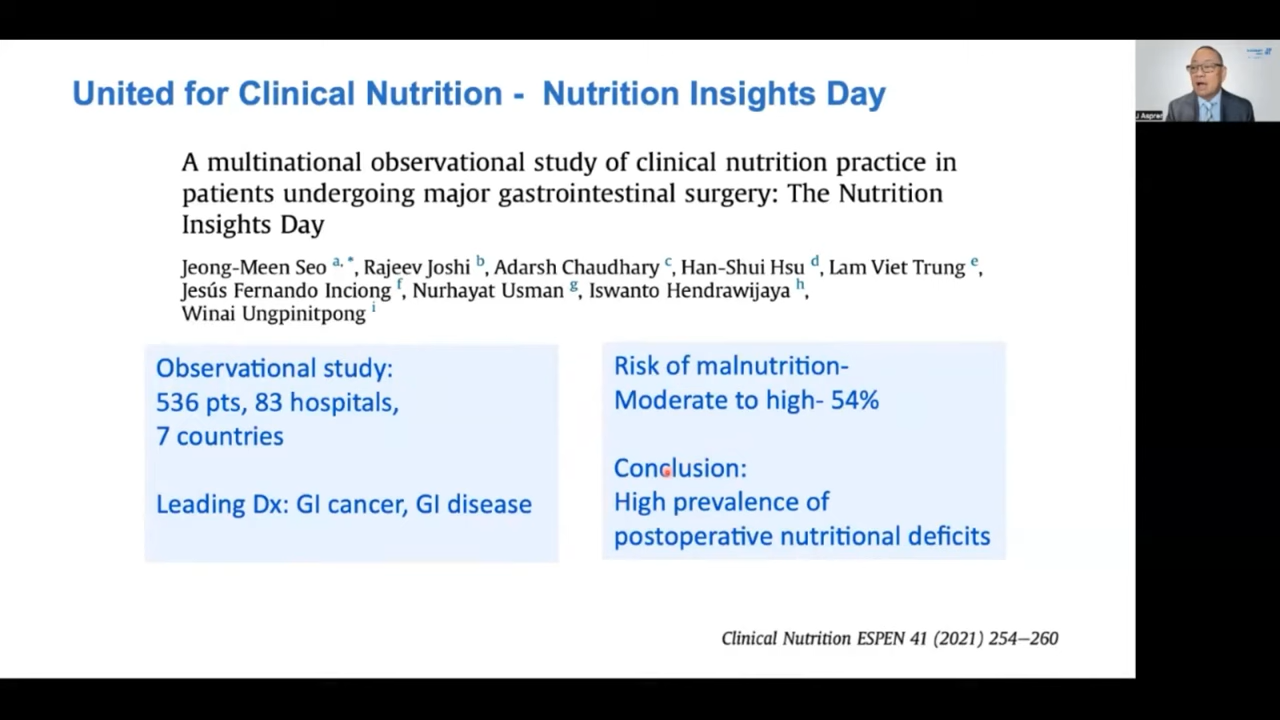 United for Clinical Nutrition - Nutrition Insights Day
A multinational observational study of clinical nutrition practice in
patients undergoing major gastrointestinal surgery: The Nutrition
Insights Day
Jeong-Meen Seo a, *, Rajeev Joshi b, Adarsh Chaudhary c, Han-Shui Hsu d, Lam Viet Trung e,
Jesús Fernando Inciong f, Nurhayat Usman g, Iswanto Hendrawijaya h,
Winai Ungpinitpong i
Observational study:
536 pts, 83 hospitals,
7 countries
Leading Dx: GI cancer, GI disease
Risk of malnutrition-
Moderate to high- 54%
Conclusion:
High prevalence of
postoperative nutritional deficits
Clinical Nutrition ESPEN 41 (2021) 254–260